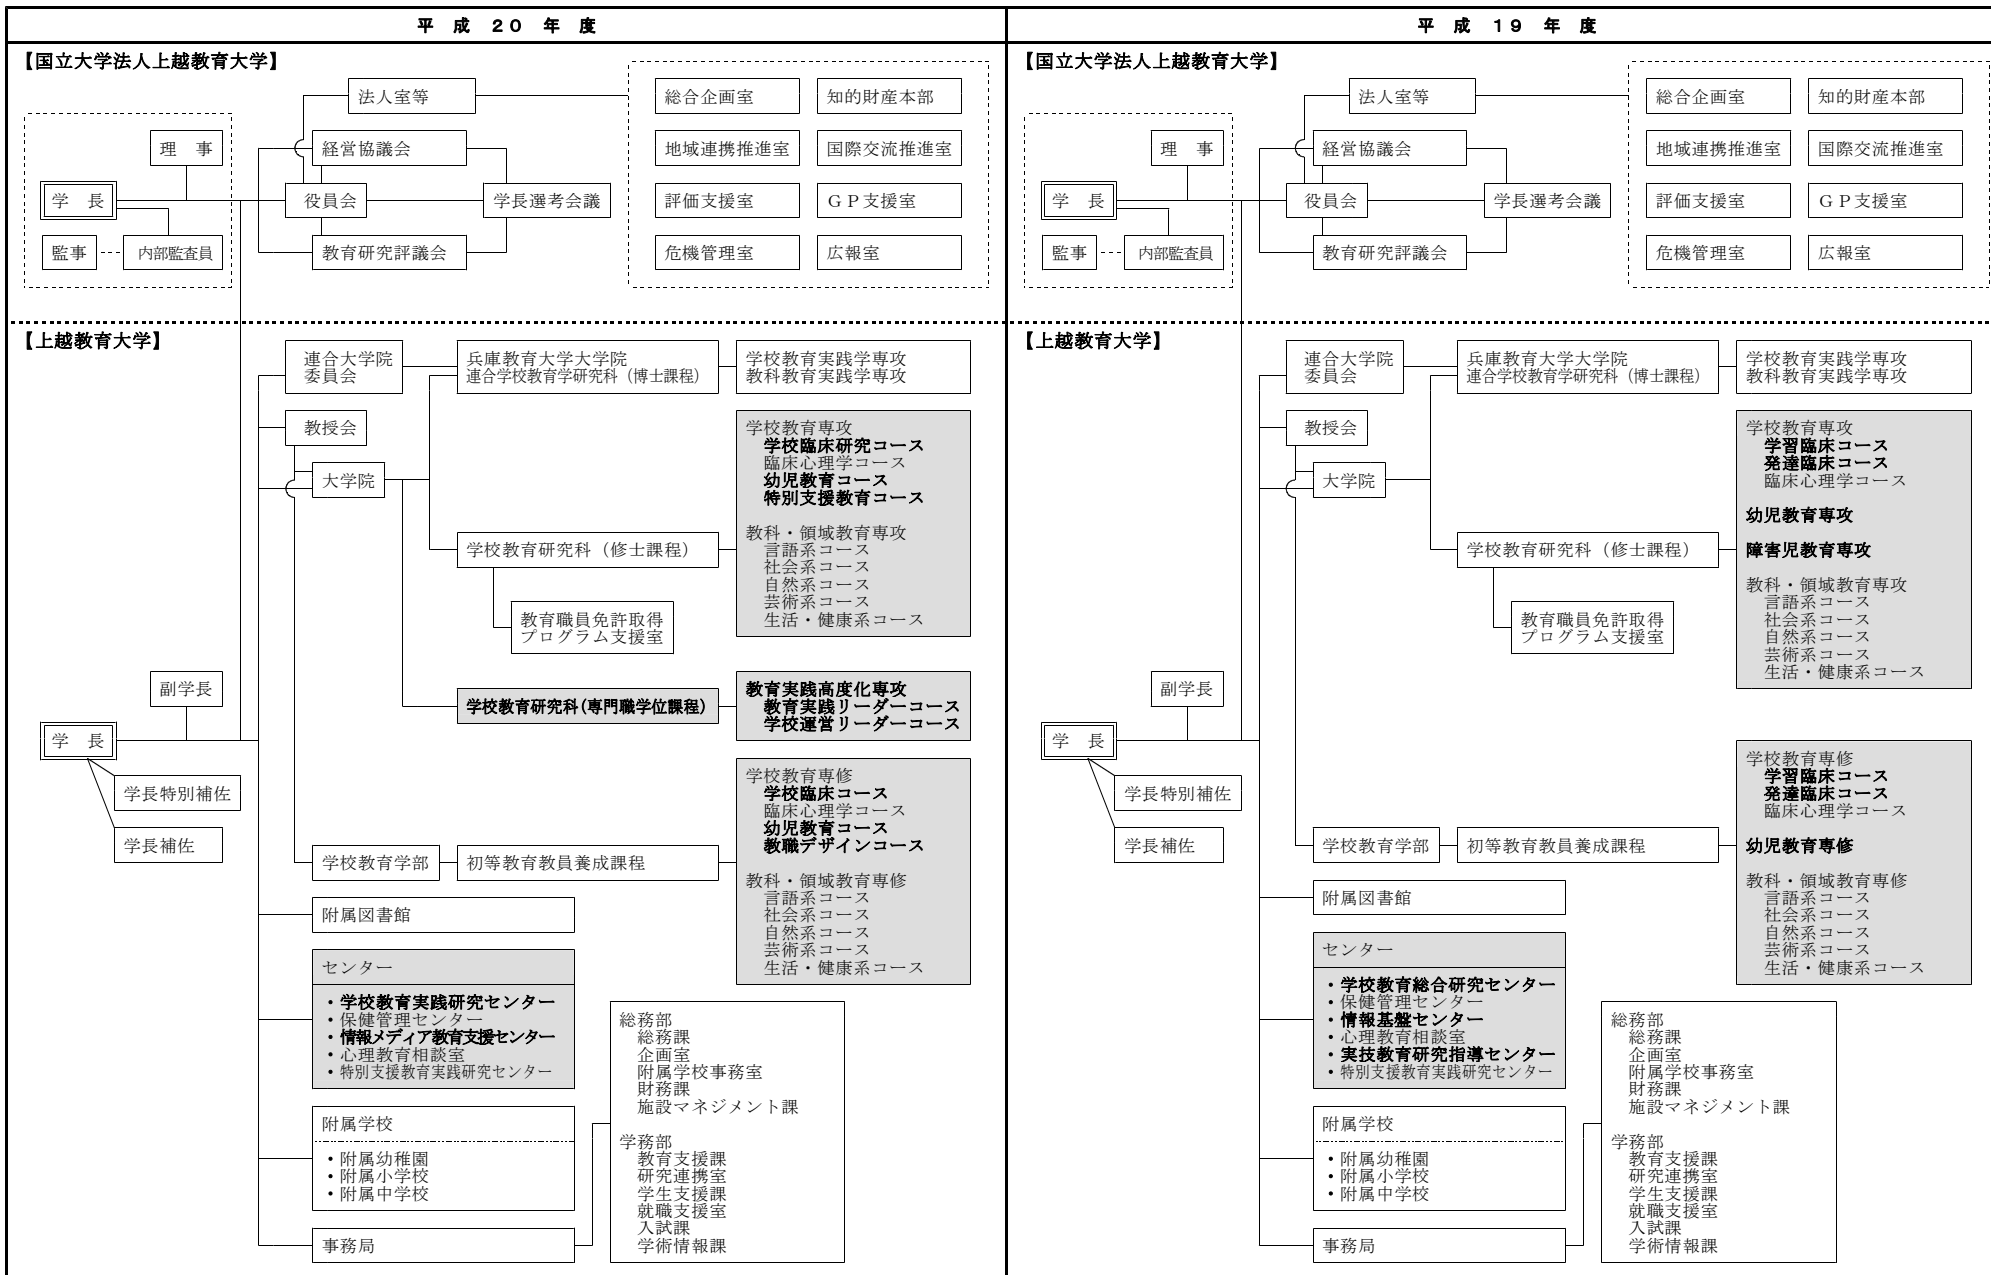 平 成 20 年 度
【国立大学法人上越教育大学】
法人室等
理 事
経営協議会
学 長
役員会
学長選考会議
監事
内部監査員
教育研究評議会
総合企画室
知的財産本部
地域連携推進室
国際交流推進室
評価支援室
GP支援室
危機管理室
広報室
【上越教育大学】
連合大学院
委員会
兵庫教育大学大学院
連合学校教育学研究科（博士課程）
学校教育実践学専攻
教科教育実践学専攻
教授会
大学院
学校教育専攻
学校臨床研究コース
臨床心理学コース
幼児教育コース
特別支援教育コース
教科・領域教育専攻
言語系コース
社会系コース
自然系コース
芸術系コース
生活・健康系コース
学校教育研究科（修士課程）
教育職員免許取得
プログラム支援室
副学長
学校教育研究科（専門職学位課程）
教育実践高度化専攻
教育実践リーダーコース
学校運営リーダーコース
学 長
学長特別補佐
学長補佐
学校教育学部
初等教育教員養成課程
学校教育専修
学校臨床コース
臨床心理学コース
幼児教育コース
教職デザインコース
教科・領域教育専修
言語系コース
社会系コース
自然系コース
芸術系コース
生活・健康系コース
附属図書館
センター
・学校教育実践研究センター
・保健管理センター
・情報メディア教育支援センター
・心理教育相談室
・特別支援教育実践研究センター
附属学校
・附属幼稚園
・附属小学校
・附属中学校
事務局
総務部
総務課
企画室
附属学校事務室
財務課
施設マネジメント課
学務部
教育支援課
研究連携室
学生支援課
就職支援室
入試課
学術情報課
平 成 19 年 度
【国立大学法人上越教育大学】
法人室等
理 事
経営協議会
学 長
役員会
学長選考会議
監事
内部監査員
教育研究評議会
総合企画室
知的財産本部
地域連携推進室
国際交流推進室
評価支援室
GP支援室
危機管理室
広報室
【上越教育大学】
連合大学院
委員会
兵庫教育大学大学院
連合学校教育学研究科（博士課程）
学校教育実践学専攻
教科教育実践学専攻
教授会
大学院
学校教育専攻
学習臨床コース
発達臨床コース
臨床心理学コース
幼児教育専攻
障害児教育専攻
教科・領域教育専攻
言語系コース
社会系コース
自然系コース
芸術系コース
生活・健康系コース
学校教育研究科（修士課程）
教育職員免許取得
プログラム支援室
副学長
学 長
学長特別補佐
学長補佐
学校教育学部
初等教育教員養成課程
学校教育専修
学習臨床コース
発達臨床コース
臨床心理学コース
幼児教育専修
教科・領域教育専修
言語系コース
社会系コース
自然系コース
芸術系コース
生活・健康系コース
附属図書館
センター
・学校教育総合研究センター
・保健管理センター
・情報基盤センター
・心理教育相談室
・実技教育研究指導センター
・特別支援教育実践研究センター
附属学校
・附属幼稚園
・附属小学校
・附属中学校
事務局
総務部
総務課
企画室
附属学校事務室
財務課
施設マネジメント課
学務部
教育支援課
研究連携室
学生支援課
就職支援室
入試課
学術情報課